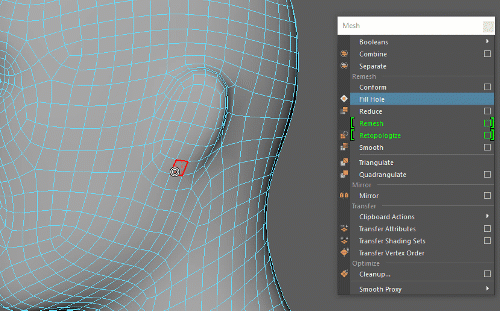 Mesh
Booleans
Combine
Separate
Remesh
Conform
Fill Hole
Reduce
Remesh
Retopologize
Smooth
Triangulate
Quadrangulate
Mirror
Mirror
Transfer
Clipboard Actions
Transfer Attributes
Transfer Shading Sets
Transfer Vertex Order
Optimize
Cleanup...
Smooth Proxy